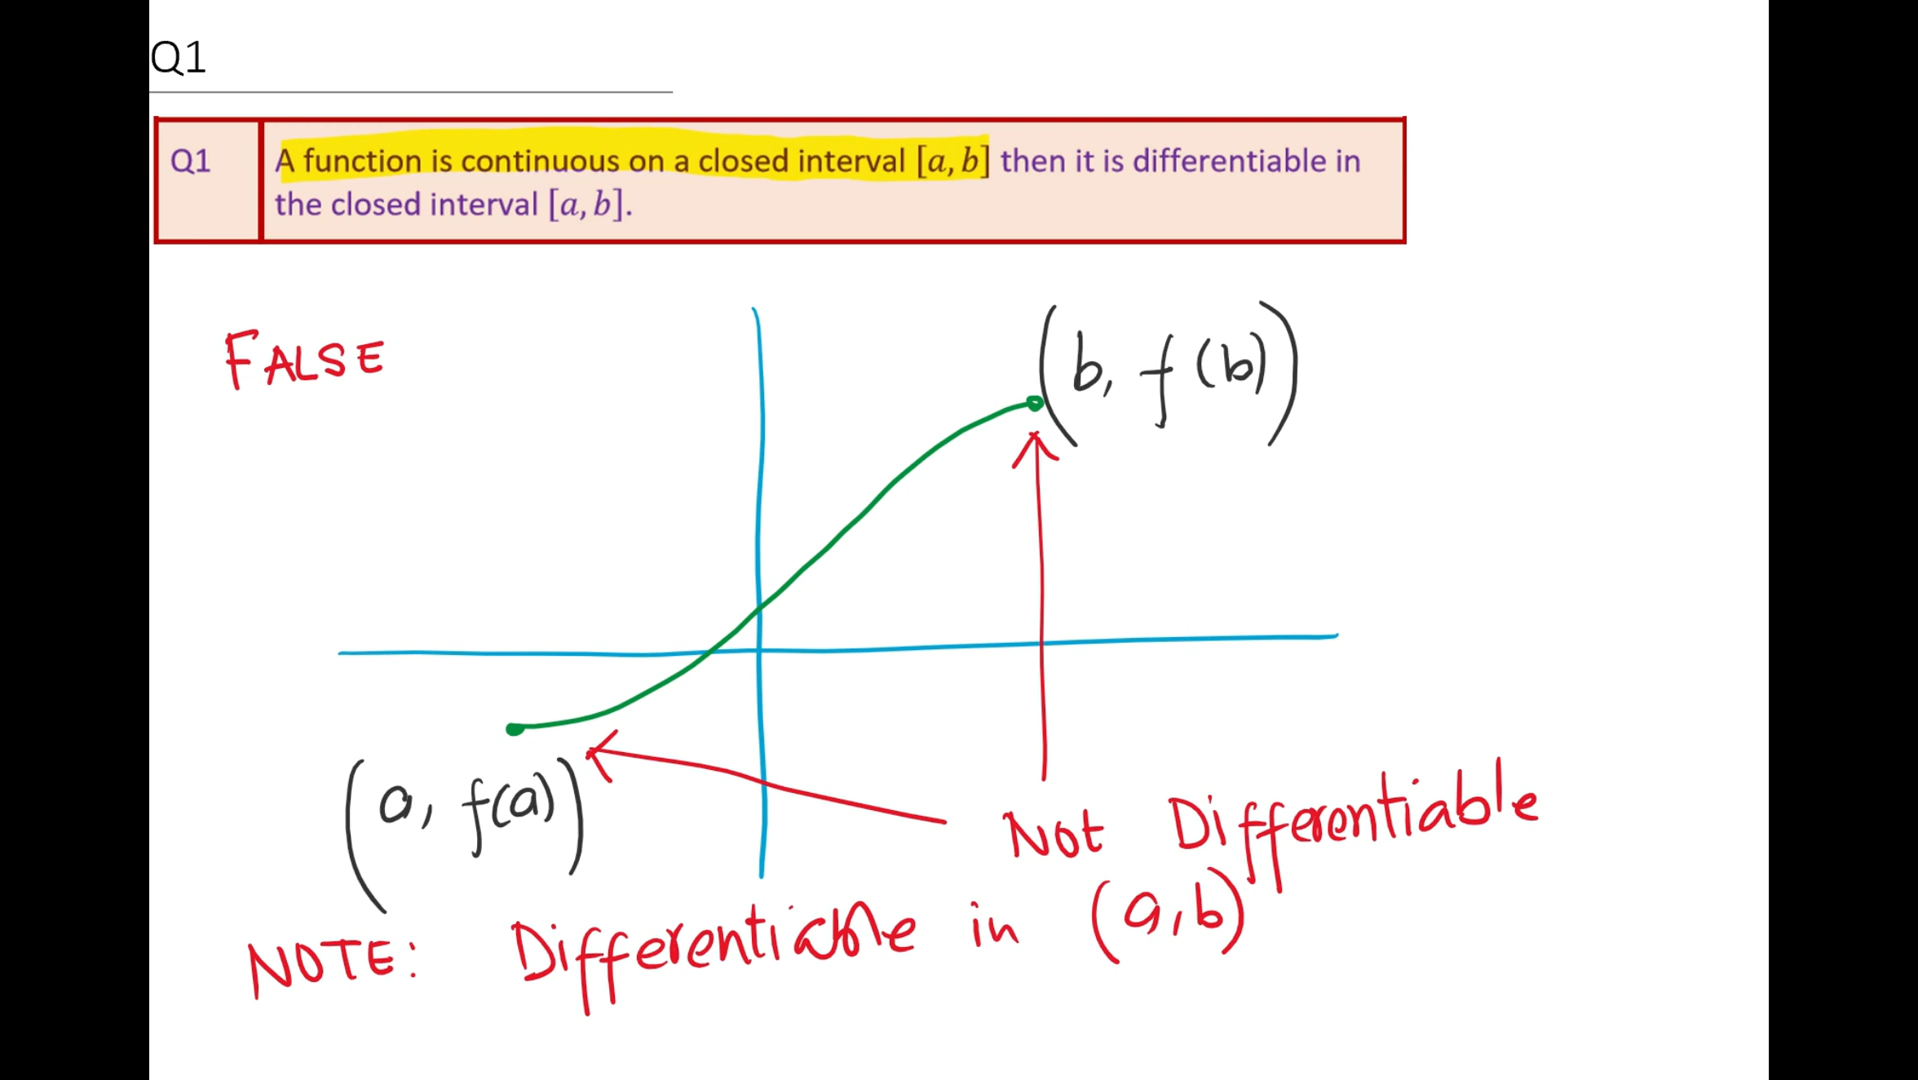 Q1
Q1
A function is continuous on a closed interval [a, b] then it is differentiable in
the closed interval [a, b].
FALSE
(b, f(b))
(a, f(a))
Not Differentiable
NOTE: Differentiable in (a,b)